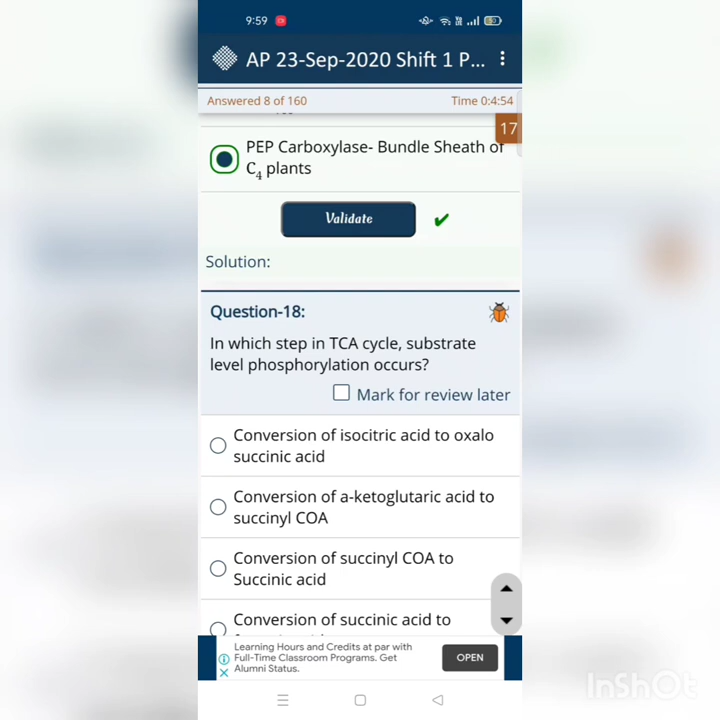 9:59
AP 23-Sep-2020 Shift 1 P...
Answered 8 of 160
Time 0:4:54
17
PEP Carboxylase- Bundle Sheath of
C4 plants
Validate
Solution:
Question-18:
In which step in TCA cycle, substrate
level phosphorylation occurs?
Mark for review later
Conversion of isocitric acid to oxalo
succinic acid
Conversion of a-ketoglutaric acid to
succinyl COA
Conversion of succinyl COA to
Succinic acid
Conversion of succinic acid to
Learning Hours and Credits at par with
Full-Time Classroom Programs. Get
Alumni Status.
OPEN
InShOt